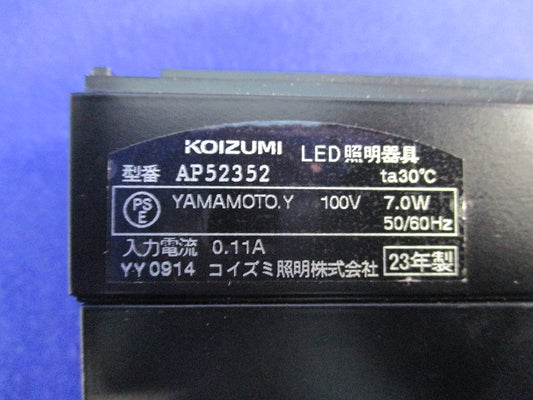 KOIZUMI LED照明器具
型番 AP52352 ta30℃
PS E YAMAMOTO.Y 100V 7.0W
50/60Hz
入力電流 0.11A
YY0914 コイズミ照明株式会社 23年製